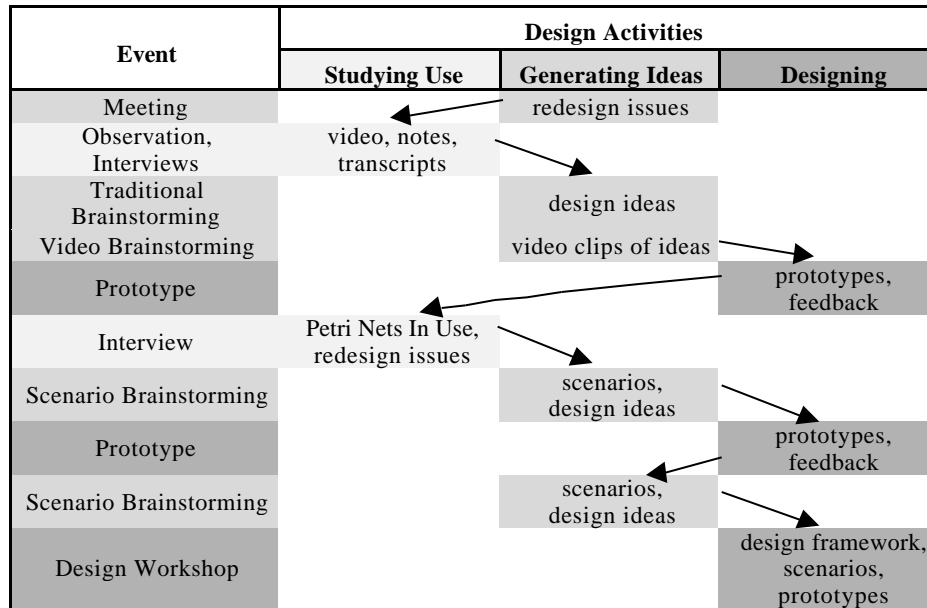 Event
Design Activities
Studying Use
Generating Ideas
Designing
Meeting
redesign issues
Observation,
Interviews
video, notes,
transcripts
Traditional
Brainstorming
design ideas
Video Brainstorming
video clips of ideas
Prototype
prototypes,
feedback
Interview
Petri Nets In Use,
redesign issues
Scenario Brainstorming
scenarios,
design ideas
Prototype
prototypes,
feedback
Scenario Brainstorming
scenarios,
design ideas
Design Workshop
design framework,
scenarios,
prototypes